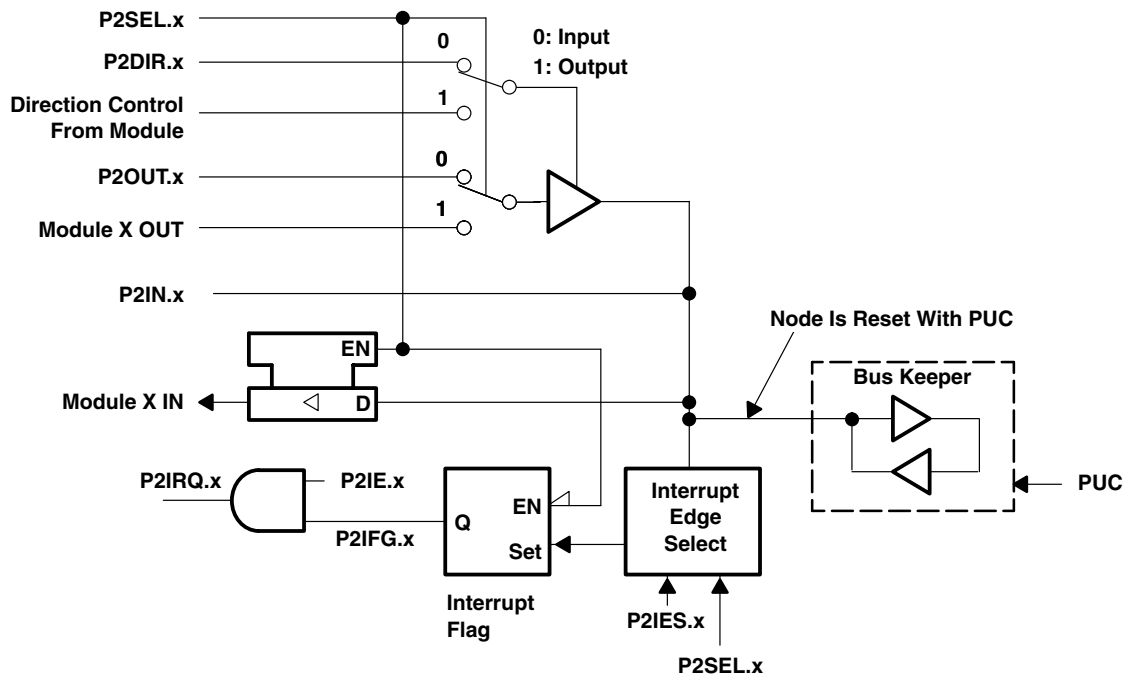 P2SEL.x
0
0: Input
1: Output
P2DIR.x
1
Direction Control
From Module
0
P2OUT.x
1
Module X OUT
P2IN.x
Node Is Reset With PUC
EN
Bus Keeper
Module X IN
D
P2IRQ.x
P2IE.x
PUC
EN
Interrupt
Edge
Select
Q
P2IFG.x
Set
Interrupt
Flag
P2IES.x
P2SEL.x